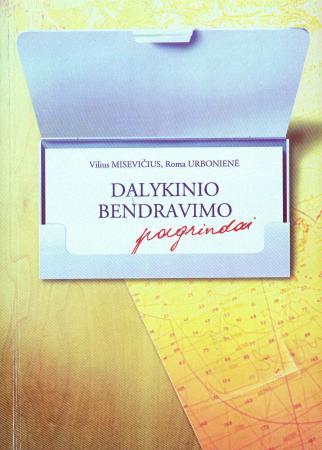 Vilius MISEVIČIUS, Roma URBONIENĖ
DALYKINIO
BENDRAVIMO
pagrindai